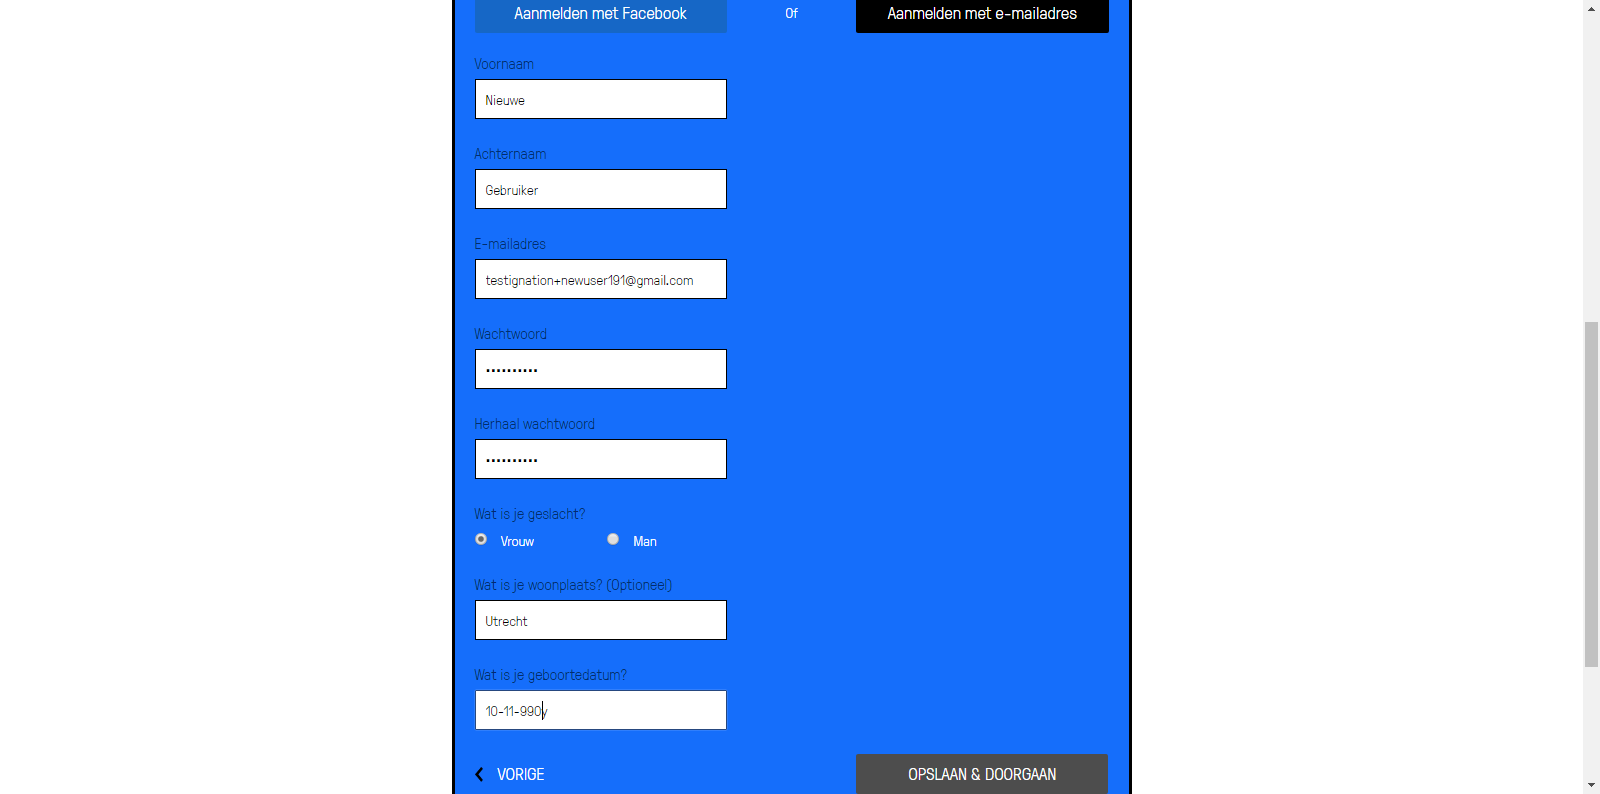 Aanmelden met Facebook Of Aanmelden met e-mailadres
Voornaam
Nieuwe
Achternaam
Gebruiker
E-mailadres
testignation+newuser191@gmail.com
Wachtwoord
••••••••••
Herhaal wachtwoord
••••••••••
Wat is je geslacht?
Vrouw Man
Wat is je woonplaats? (Optioneel)
Utrecht
Wat is je geboortedatum?
10-11-990y
VORIGE OPSLAAN & DOORGAAN